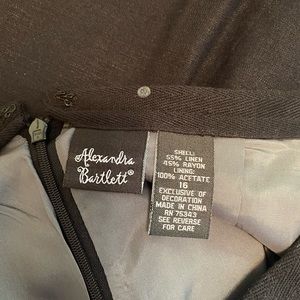 Alexandra
Bartlett®
SHELL:
55% LINEN
45% RAYON
LINING:
100% ACETATE
16
EXCLUSIVE OF
DECORATION
MADE IN CHINA
RN 75343
SEE REVERSE
FOR CARE